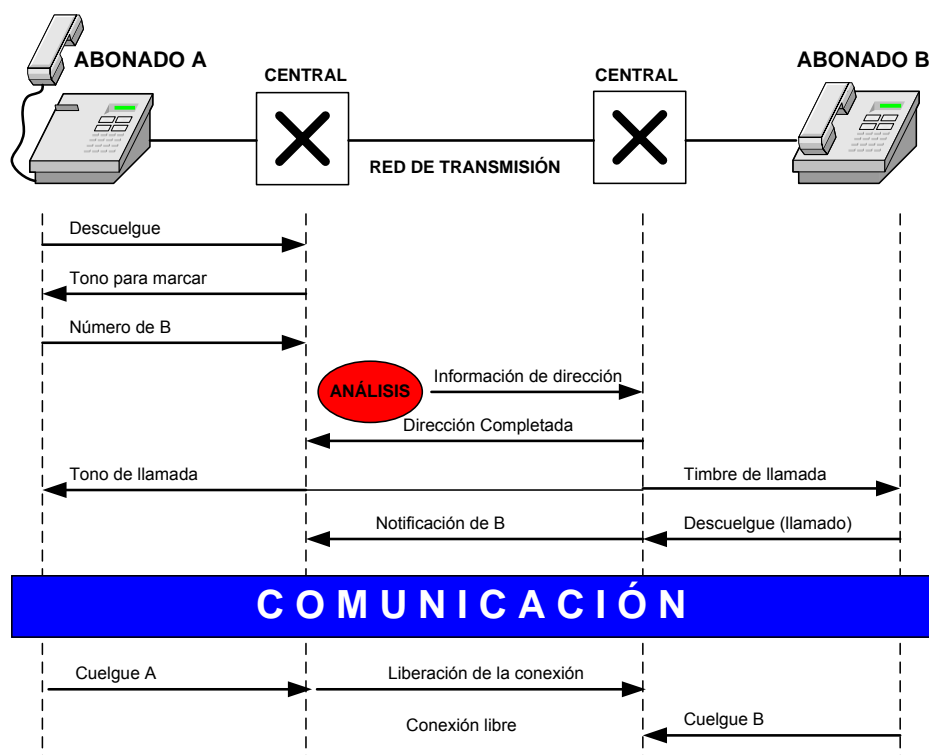 ABONADO A
CENTRAL
CENTRAL
ABONADO B
RED DE TRANSMISIÓN
Descuelgue
Tono para marcar
Número de B
ANÁLISIS
Información de dirección
Dirección Completada
Tono de llamada
Timbre de llamada
Notificación de B
Descuelgue (llamado)
COMUNICACIÓN
Cuelgue A
Liberación de la conexión
Conexión libre
Cuelgue B